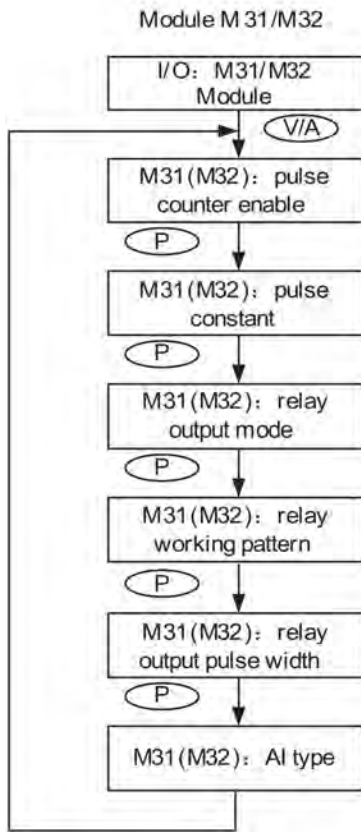 Module M31/M32
I/O：M31/M32
Module
V/A
M31(M32)：pulse
counter enable
P
M31(M32)：pulse
constant
P
M31(M32)：relay
output mode
P
M31(M32)：relay
working pattern
P
M31(M32)：relay
output pulse width
P
M31(M32)：AI type